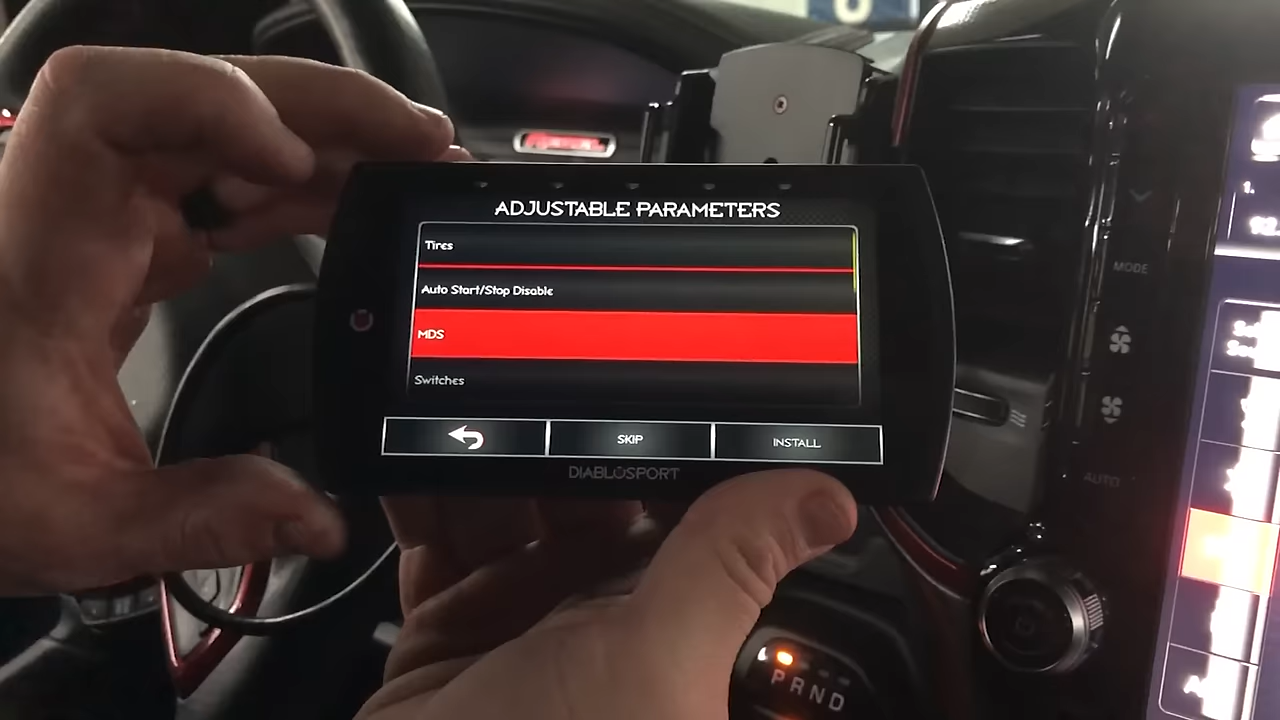 ADJUSTABLE PARAMETERS
Tires
Auto Start/Stop Disable
MDS
Switches
SKIP
INSTALL
DIABLOSPORT
MODE
AUTO
PRND